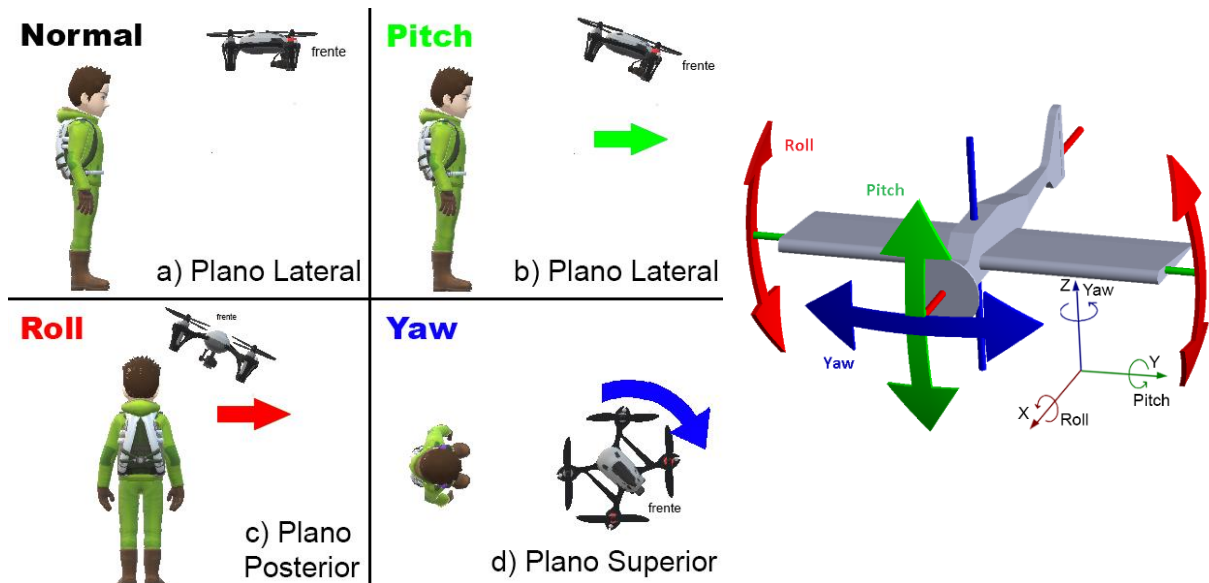 Normal
frente
a) Plano Lateral
Pitch
frente
b) Plano Lateral
Roll
frente
c) Plano
Posterior
Yaw
frente
d) Plano Superior
Roll
Pitch
Yaw
Z
Yaw
Y
Pitch
X
Roll